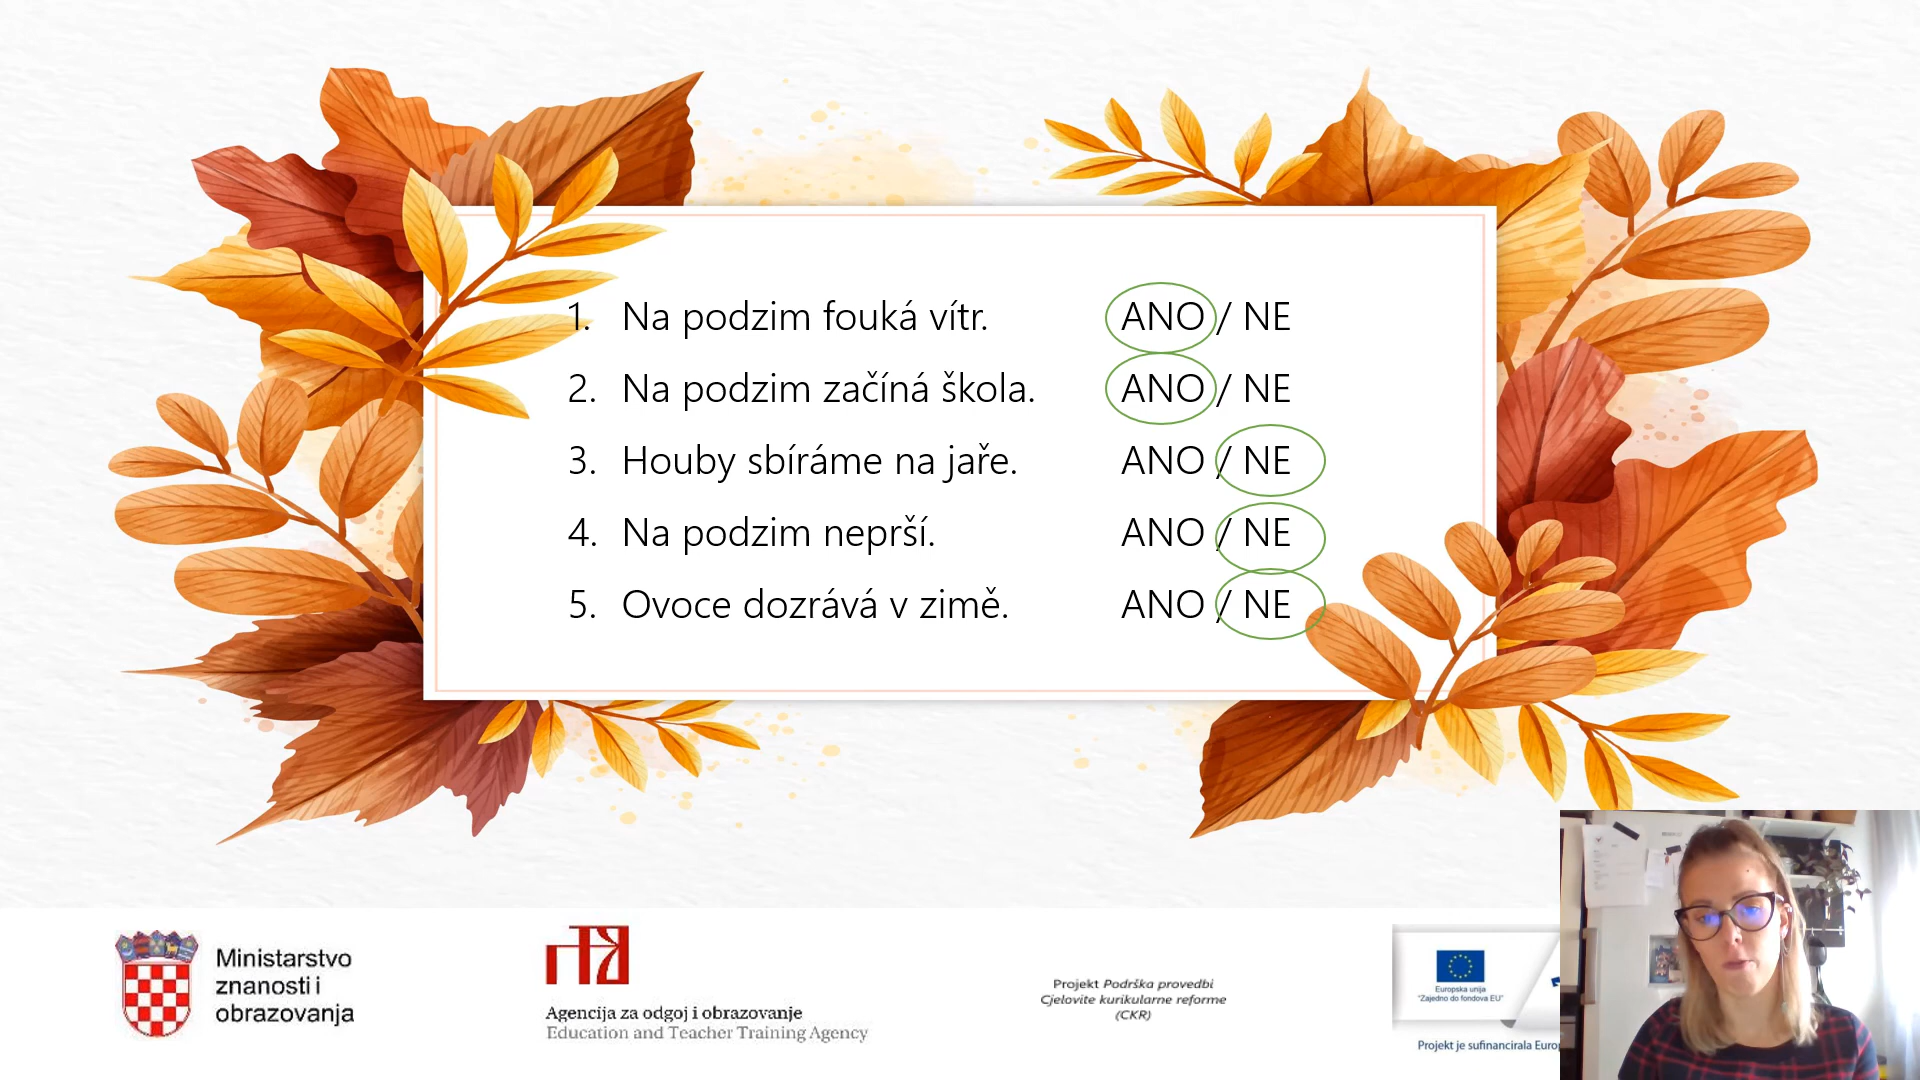 1. Na podzim fouká vítr. ANO / NE
2. Na podzim začíná škola. ANO / NE
3. Houby sbíráme na jaře. ANO / NE
4. Na podzim neprší. ANO / NE
5. Ovoce dozrává v zimě. ANO / NE
Ministarstvo
znanosti i
obrazovanja
Agencija za odgoj i obrazovanje
Education and Teacher Training Agency
Projekt Podrška provedbi
Cjelovite kurikularne reforme
(CKR)
Europska unija
"Zajedno do fondova EU"
Projekt je sufinancirala